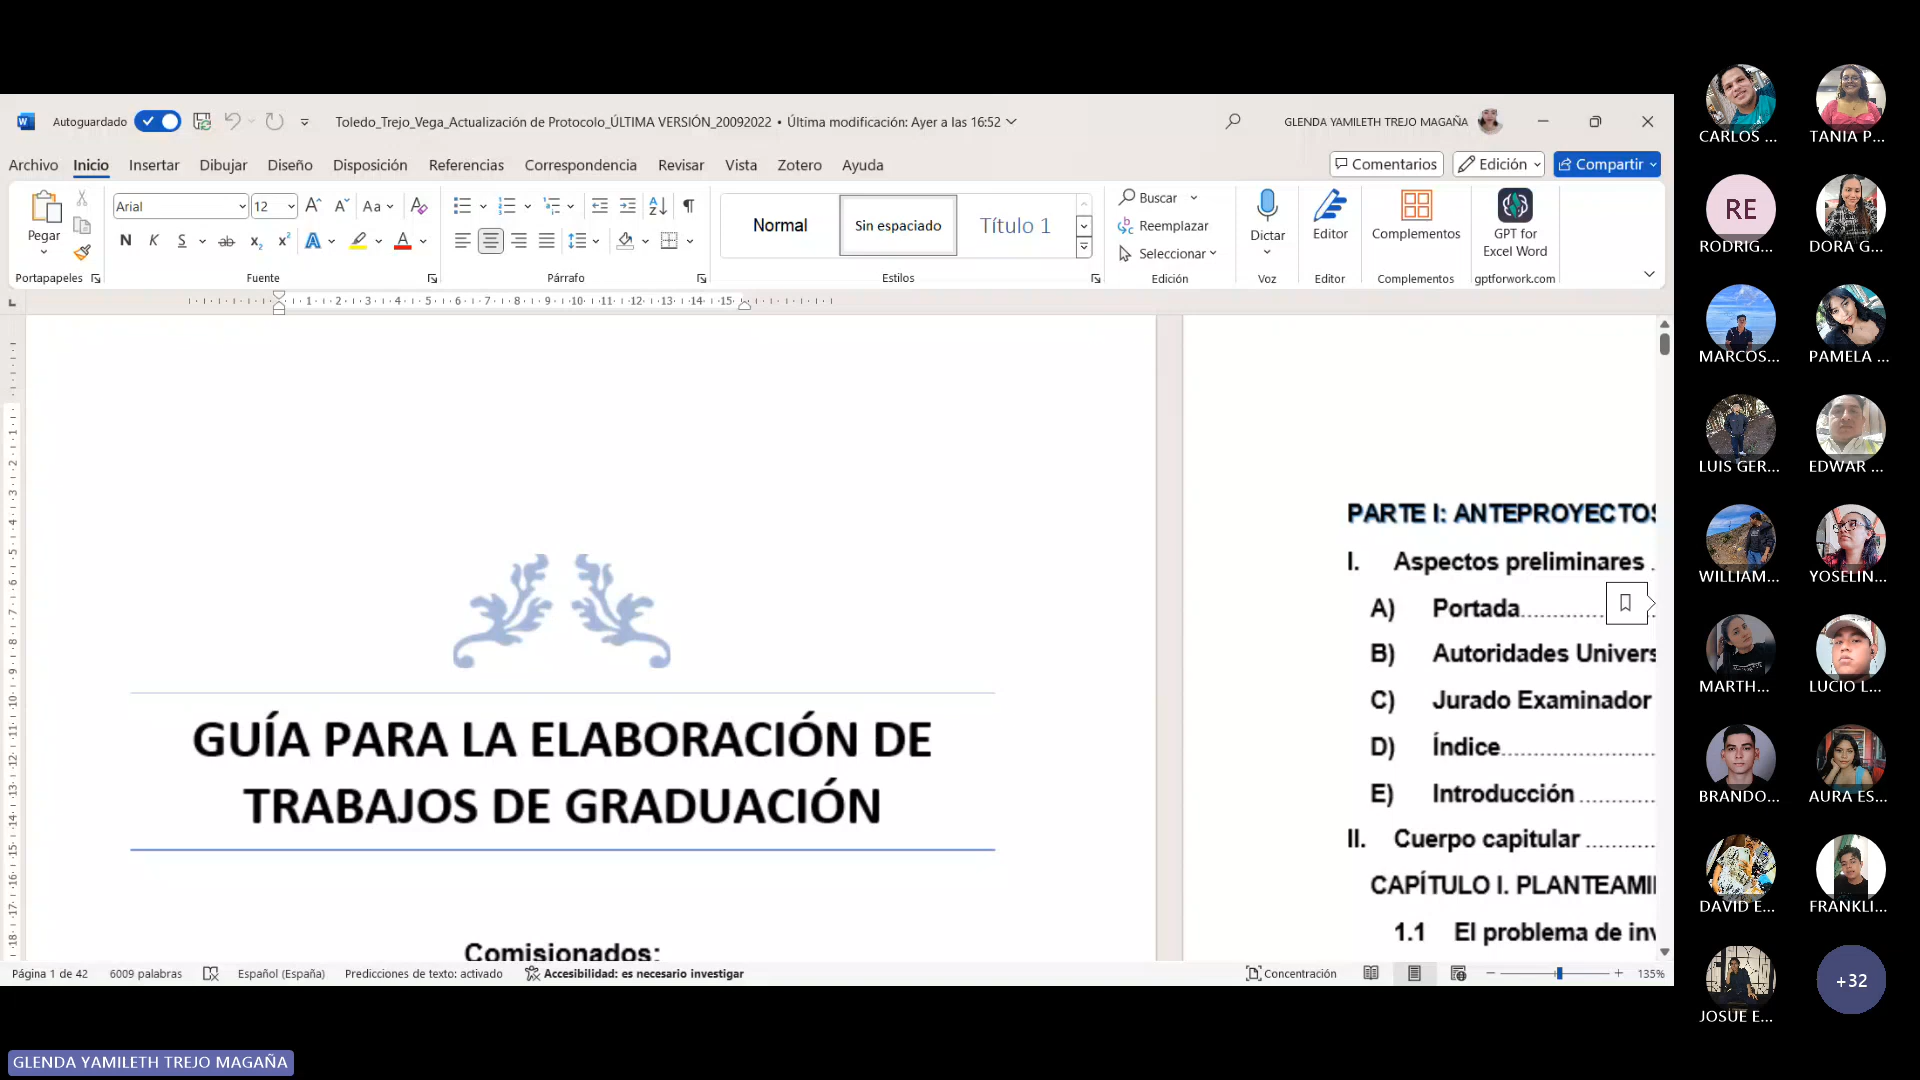 Autoguardado
Toledo_Trejo_Vega_Actualización de Protocolo_ÚLTIMA VERSIÓN_20092022 • Última modificación: Ayer a las 16:52
GLENDA YAMILETH TREJO MAGAÑA
Archivo Inicio Insertar Dibujar Diseño Disposición Referencias Correspondencia Revisar Vista Zotero Ayuda
Comentarios Edición Compartir
Pegar
Portapapeles
Arial 12
Aa
N K S ab x₂ x²
Fuente
Párrafo
Normal Sin espaciado Título 1
Estilos
Buscar
Reemplazar
Seleccionar
Edición
Dictar
Voz
Editor
Editor
Complementos
Complementos
GPT for
Excel Word
gptforwork.com
GUÍA PARA LA ELABORACIÓN DE
TRABAJOS DE GRADUACIÓN
Comisionados:
PARTE I: ANTEPROYECTOS
I. Aspectos preliminares
A) Portada
B) Autoridades Univers
C) Jurado Examinador
D) Índice
E) Introducción
II. Cuerpo capitular
CAPÍTULO I. PLANTEAMI
1.1 El problema de inv
Página 1 de 42 6009 palabras Español (España) Predicciones de texto: activado Accesibilidad: es necesario investigar
Concentración 135%
CARLOS ... TANIA P...
RE
RODRIG... DORA G...
MARCOS... PAMELA ...
LUIS GER... EDWAR ...
WILLIAM... YOSELIN...
MARTH... LUCIO L...
BRANDO... AURA ES...
DAVID E... FRANKLI...
JOSUE E... +32
GLENDA YAMILETH TREJO MAGAÑA